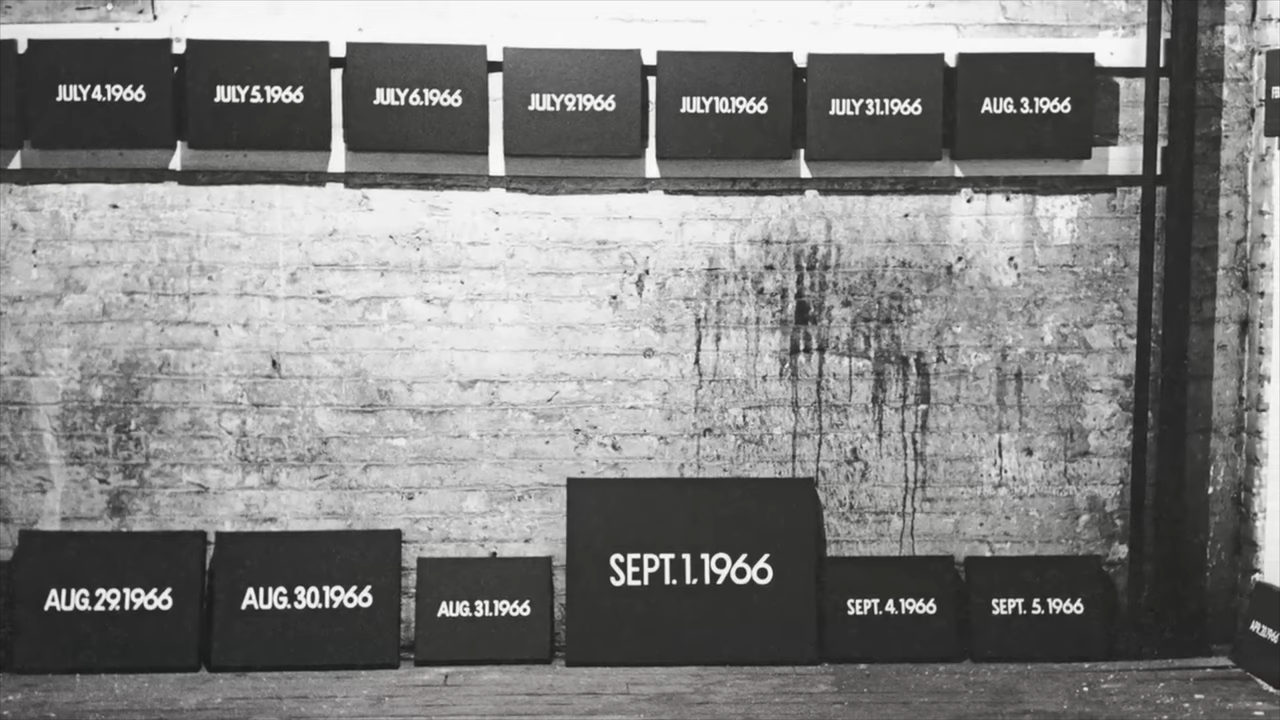 JULY 4.1966
JULY 5.1966
JULY 6.1966
JULY 9.1966
JULY 10.1966
JULY 31.1966
AUG. 3.1966
AUG. 29.1966
AUG. 30.1966
AUG. 31.1966
SEPT. 1.1966
SEPT. 4.1966
SEPT. 5.1966